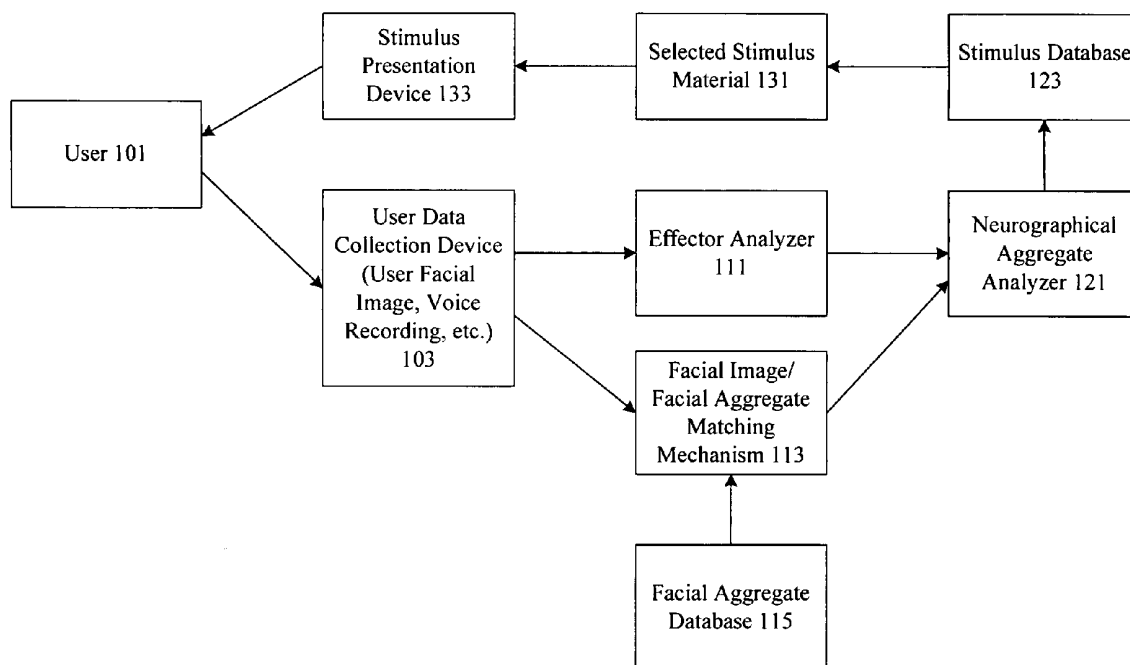 Stimulus
Presentation
Device 133
Selected Stimulus
Material 131
Stimulus Database
123
User 101
User Data
Collection Device
(User Facial
Image, Voice
Recording, etc.)
103
Effector Analyzer
111
Neurographical
Aggregate
Analyzer 121
Facial Image/
Facial Aggregate
Matching
Mechanism 113
Facial Aggregate
Database 115